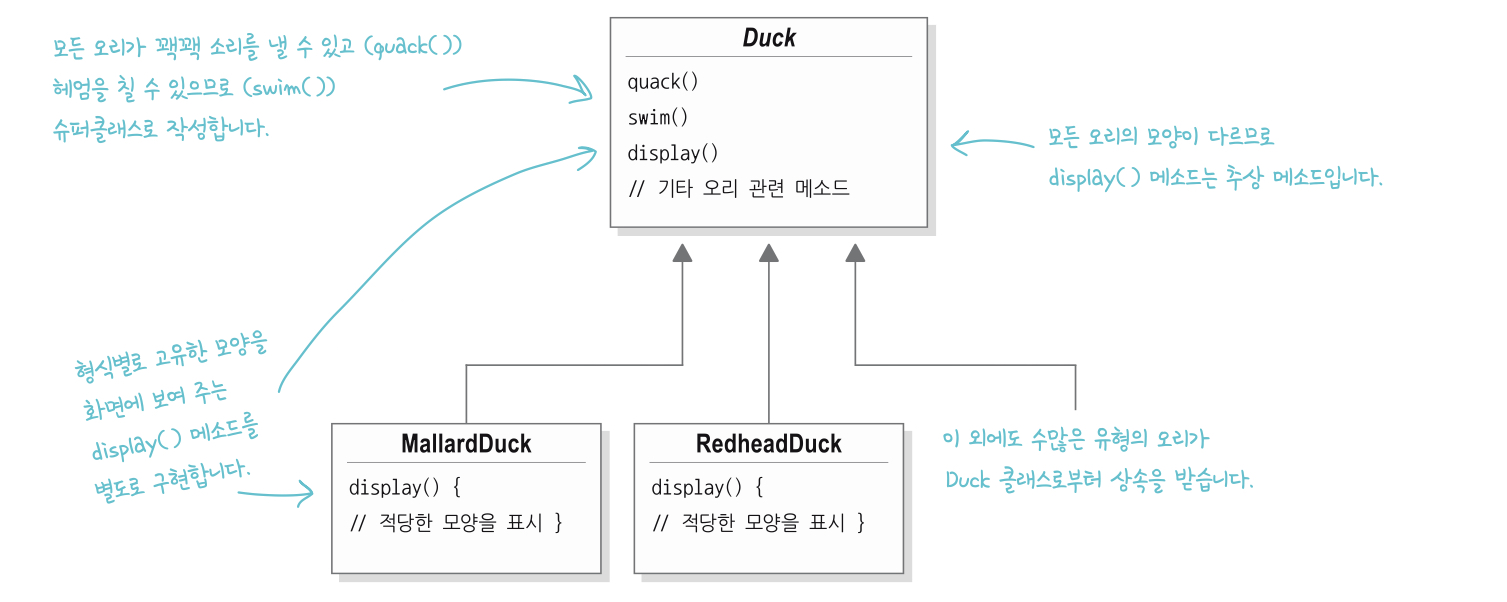 모든 오리가 꽥꽥 소리를 낼 수 있고 (quack())
헤엄을 칠 수 있으므로 (swim())
슈퍼클래스로 작성합니다.
Duck
quack()
swim()
display()
// 기타 오리 관련 메소드
모든 오리의 모양이 다르므로
display() 메소드는 추상 메소드입니다.
형식별로 고유한 모양을
화면에 보여 주는
display() 메소드를
별도로 구현합니다.
MallardDuck
display() {
// 적당한 모양을 표시 }
RedheadDuck
display() {
// 적당한 모양을 표시 }
이 외에도 수많은 유형의 오리가
Duck 클래스로부터 상속을 받습니다.